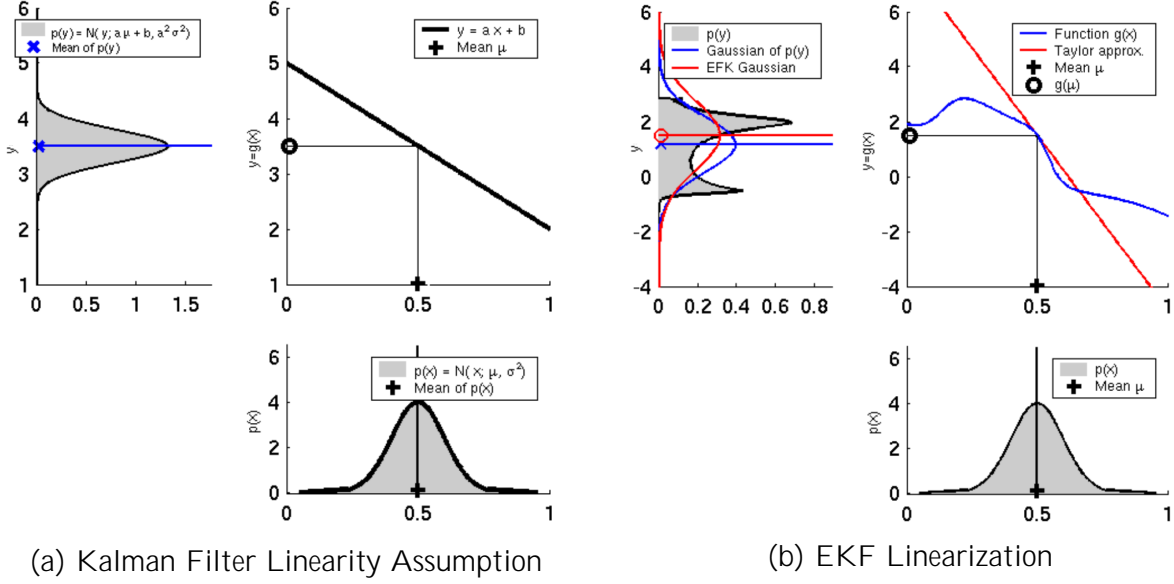 6
5
4
3
2
1
y
0
0.5
1
1.5
p(y) = N( y; a μ + b, a² σ²)
Mean of p(y)
6
5
4
3
2
1
y=g(x)
0
0.5
1
y = a x + b
Mean μ
6
4
2
0
p(x)
0
0.5
1
p(x) = N( x; μ, σ²)
Mean of p(x)
(a) Kalman Filter Linearity Assumption
6
4
2
0
-2
-4
y
0
0.2
0.4
0.6
0.8
p(y)
Gaussian of p(y)
EFK Gaussian
6
4
2
0
-2
-4
y=g(x)
0
0.5
1
Function g(x)
Taylor approx.
Mean μ
g(μ)
6
4
2
0
p(x)
0
0.5
1
p(x)
Mean μ
(b) EKF Linearization